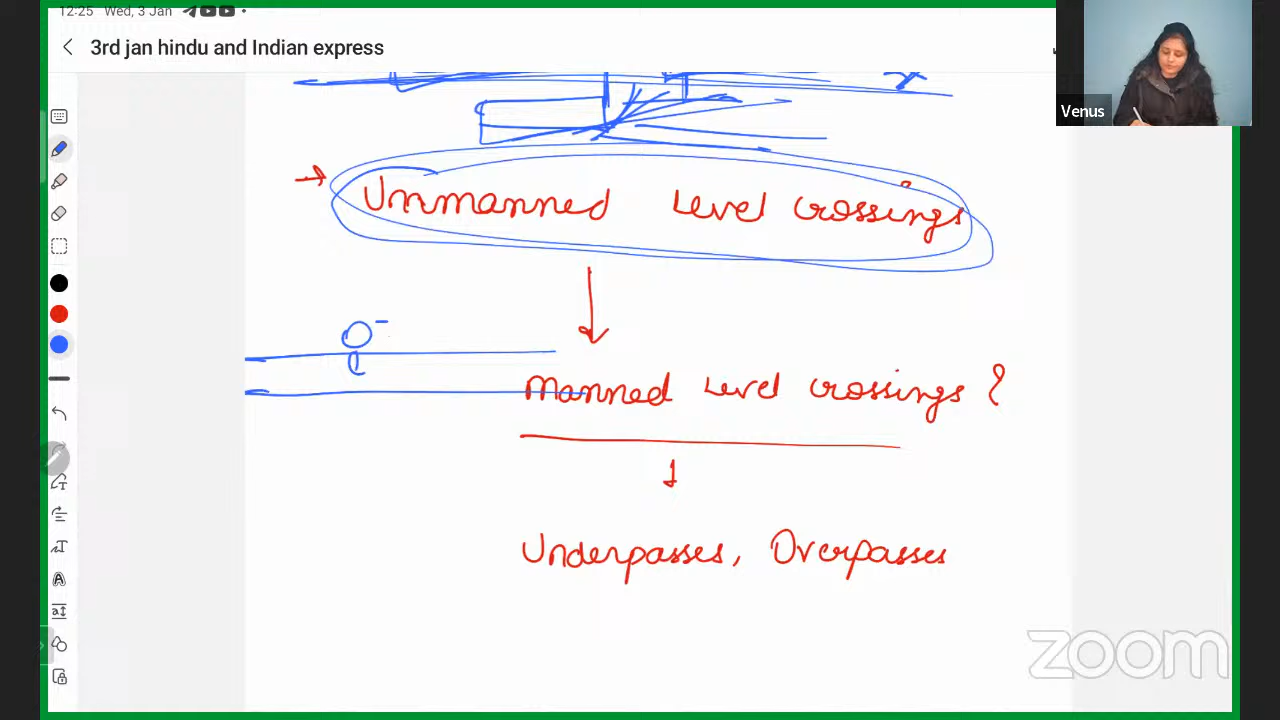 12:25 Wed, 3 Jan
3rd jan hindu and Indian express
Venus
Unmanned Level Crossings
Manned Level Crossings ?
Underpasses, Overpasses
zoom